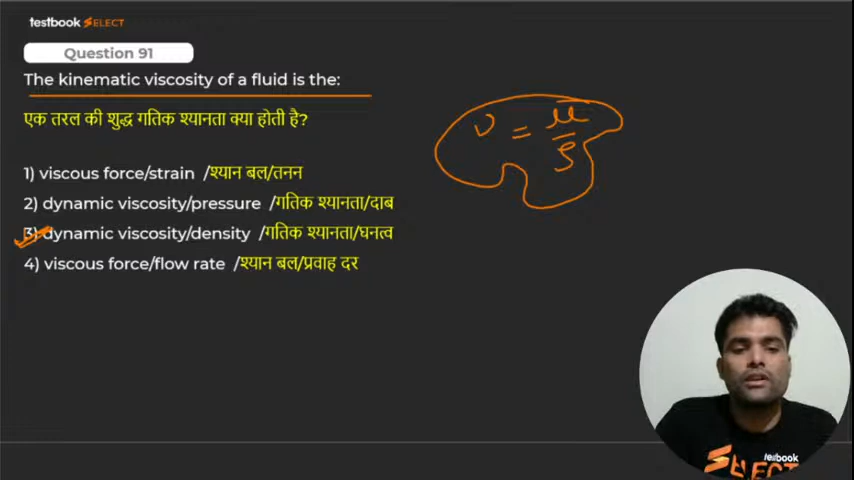 testbook SELECT
Question 91
The kinematic viscosity of a fluid is the:
एक तरल की शुद्ध गतिक श्यानता क्या होती है?
ν = μ/ρ
1) viscous force/strain /श्यान बल/तनन
2) dynamic viscosity/pressure /गतिक श्यानता/दाब
3) dynamic viscosity/density /गतिक श्यानता/घनत्व
4) viscous force/flow rate /श्यान बल/प्रवाह दर
testbook
SELECT